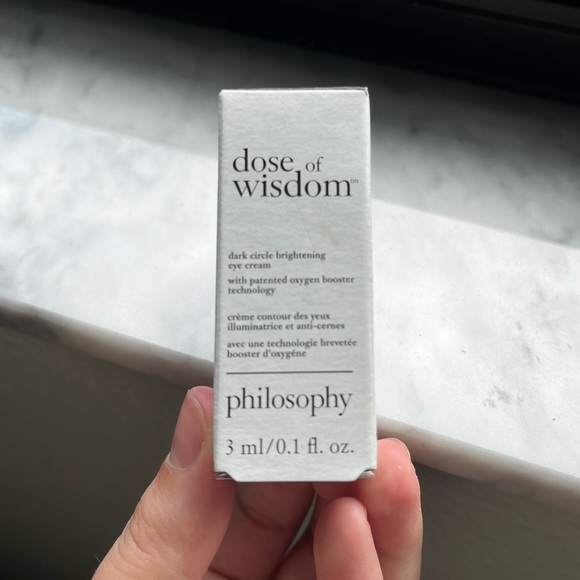 dose of
wisdom™
dark circle brightening
eye cream
with patented oxygen booster
technology
crème contour des yeux
illuminatrice et anti-cernes
avec une technologie brevetée
booster d'oxygène
philosophy
3 ml/0.1 fl. oz.